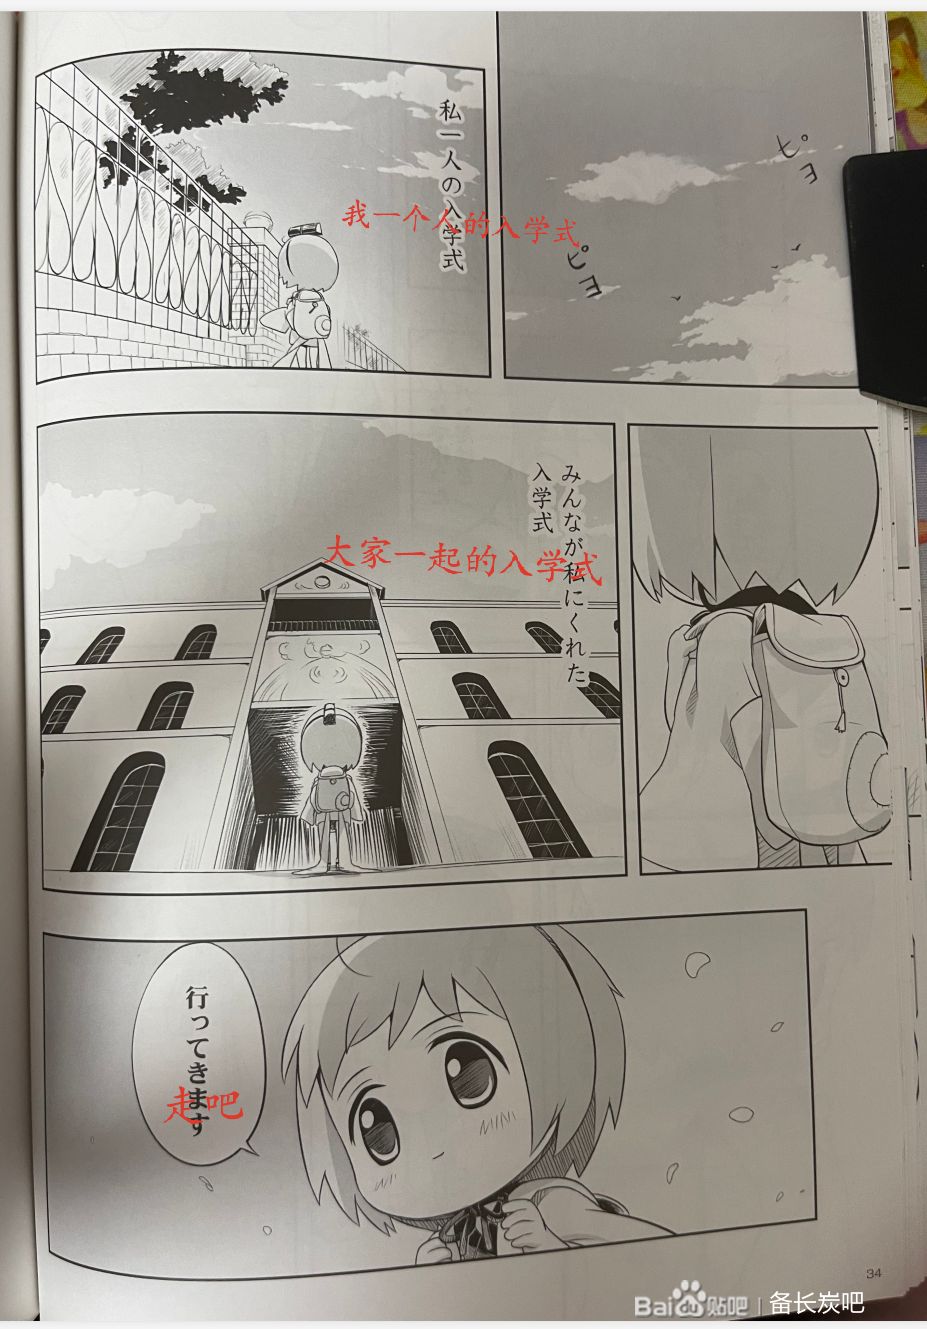 ピヨ
ピヨ
私一人の入学式
我一个人的入学式
みんなが私にくれた
入学式
大家一起的入学式
行ってきます
走吧
34
Baidu贴吧 | 备长炭吧